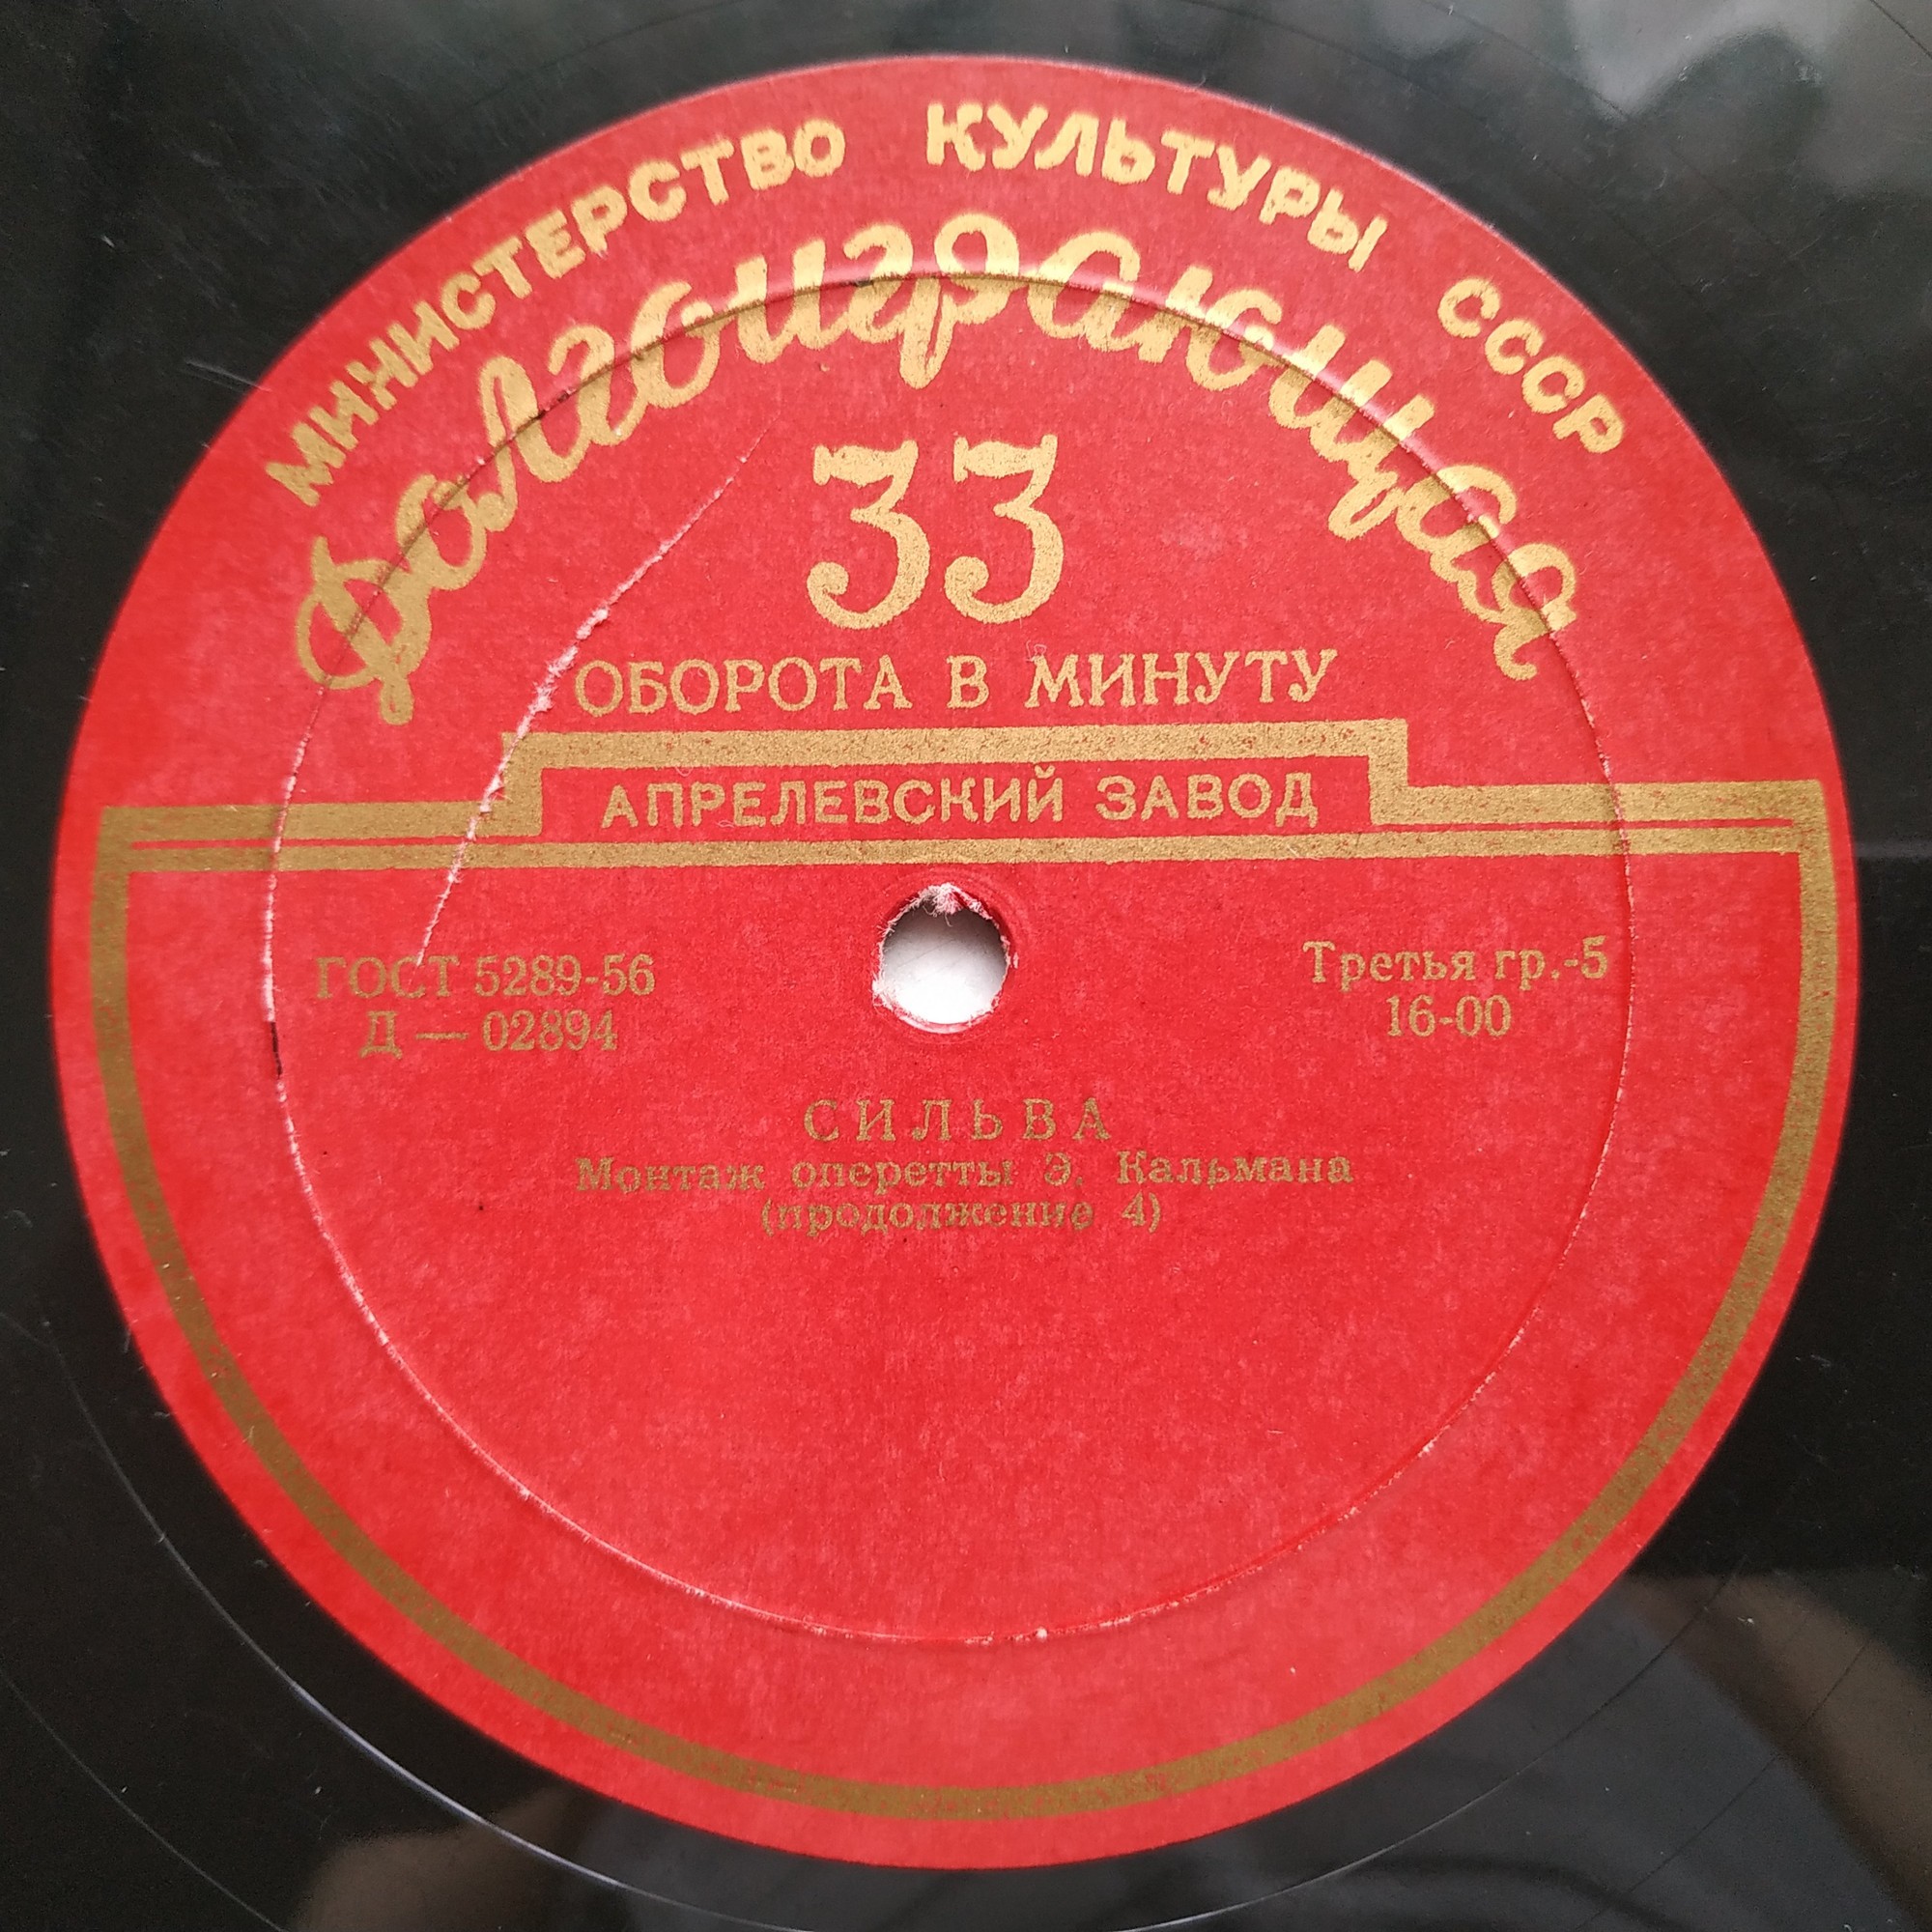 МИНИСТЕРСТВО КУЛЬТУРЫ СССР
Долгоиграющая
33
ОБОРОТА В МИНУТУ
АПРЕЛЕВСКИЙ ЗАВОД
ГОСТ 5289-56
Д — 02894
Третья гр.-5
16-00
СИЛЬВА
Монтаж оперетты Э. Кальмана
(продолжение 4)